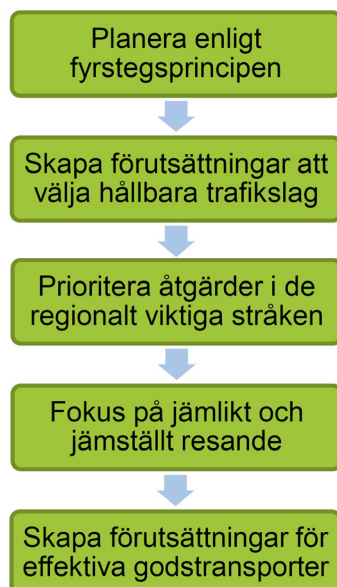 Planera enligt
fyrstegsprincipen
Skapa förutsättningar att
välja hållbara trafikslag
Prioritera åtgärder i de
regionalt viktiga stråken
Fokus på jämlikt och
jämställt resande
Skapa förutsättningar för
effektiva godstransporter